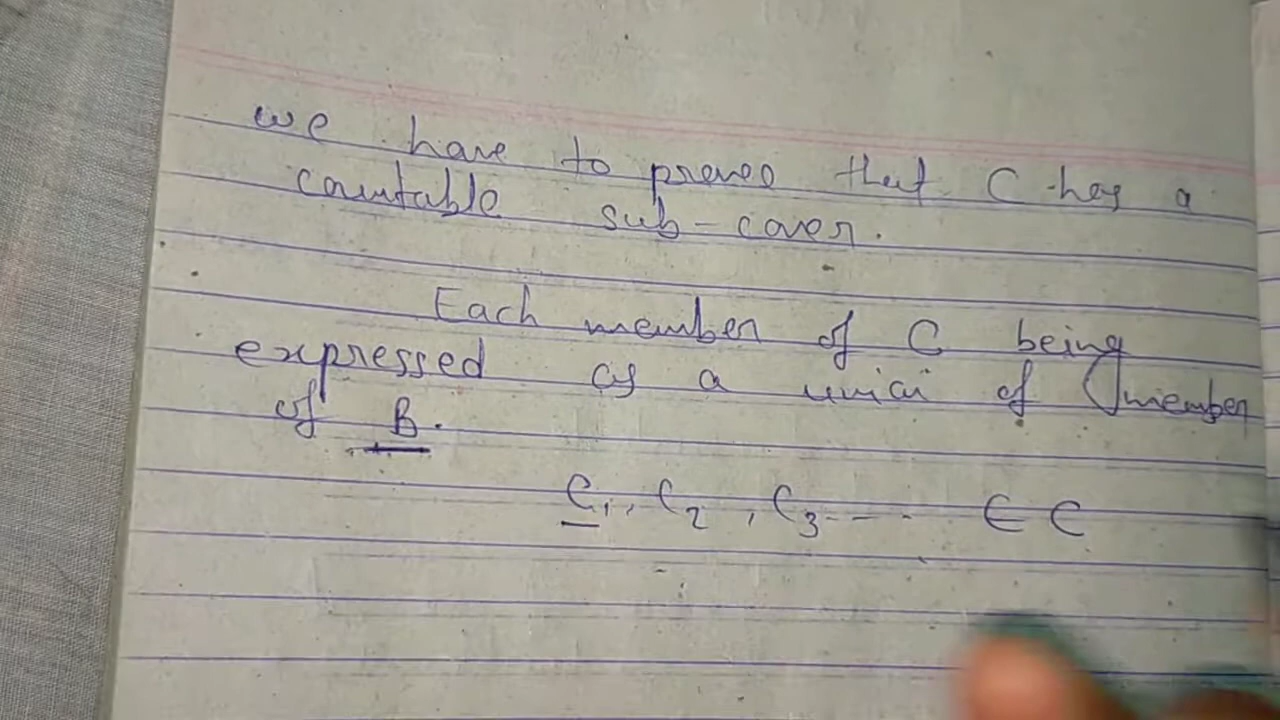 we have to prove that C has a
countable sub-cover.
Each member of C being
expressed as a union of member
of B.
C1, C2, C3--- ∈ C